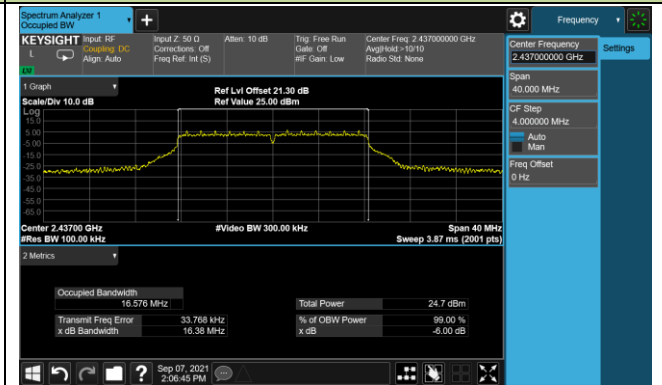 Spectrum Analyzer 1
Occupied BW
Frequency
KEYSIGHT Input: RF Input Z: 50 Ω Atten: 10 dB Trig: Free Run Center Freq: 2.437000000 GHz
L Coupling: DC Corrections: Off Gate: Off Avg|Hold:>10/10
Align: Auto Freq Ref: Int (S) #IF Gain: Low Radio Std: None
Center Frequency
2.437000000 GHz
Settings
Span
40.000 MHz
CF Step
4.000000 MHz
Auto
Man
Freq Offset
0 Hz
1 Graph
Ref Lvl Offset 21.30 dB
Scale/Div 10.0 dB Ref Value 25.00 dBm
Log
15.0
5.00
-5.00
-15.0
-25.0
-35.0
-45.0
-55.0
-65.0
Center 2.43700 GHz #Video BW 300.00 kHz Span 40 MHz
#Res BW 100.00 kHz Sweep 3.87 ms (2001 pts)
2 Metrics
Occupied Bandwidth
16.576 MHz Total Power 24.7 dBm
Transmit Freq Error 33.768 kHz % of OBW Power 99.00 %
x dB Bandwidth 16.38 MHz x dB -6.00 dB
? Sep 07, 2021
2:06:45 PM